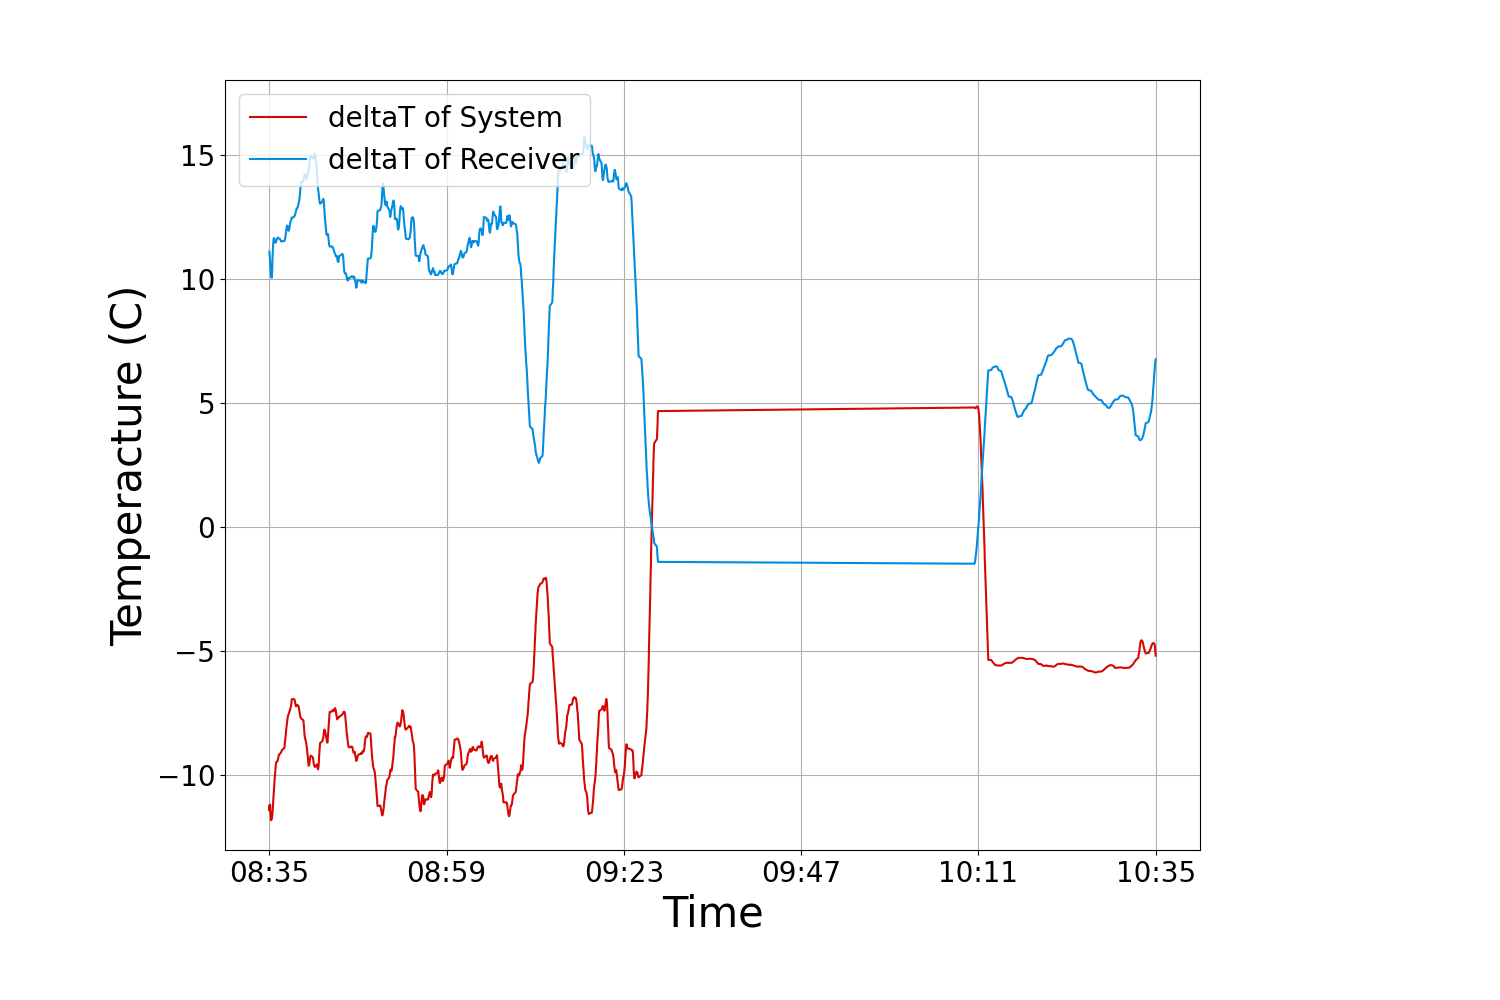 deltaT of System
deltaT of Receiver
15
10
5
0
−5
−10
Temperacture (C)
08:35 08:59 09:23 09:47 10:11 10:35
Time